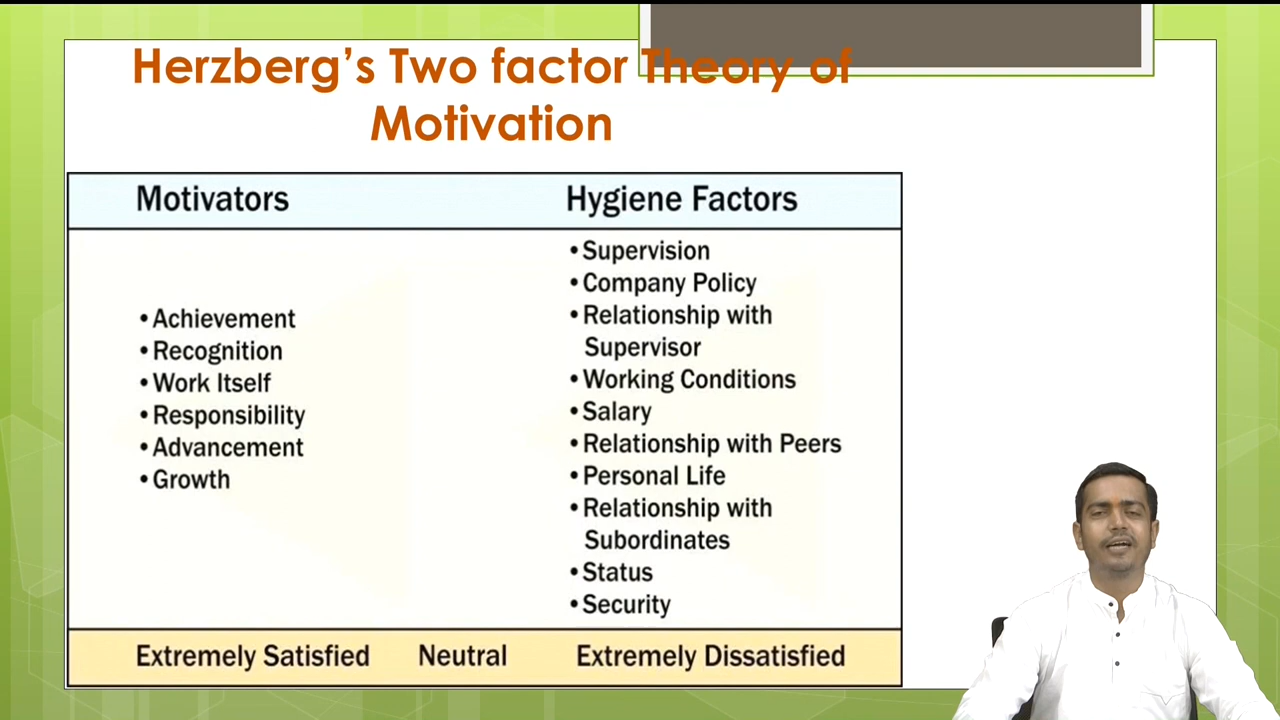 Herzberg's Two factor Theory of
Motivation
Motivators
Hygiene Factors
•Achievement
•Recognition
•Work Itself
•Responsibility
•Advancement
•Growth
•Supervision
•Company Policy
•Relationship with
Supervisor
•Working Conditions
•Salary
•Relationship with Peers
•Personal Life
•Relationship with
Subordinates
•Status
•Security
Extremely Satisfied
Neutral
Extremely Dissatisfied